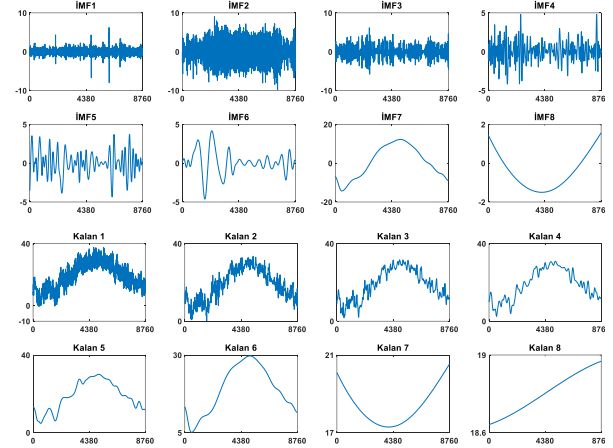 İMF1 İMF2 İMF3 İMF4
10 10 10 5
0 0 0 0
-10 -10 -10 -5
0 4380 8760 0 4380 8760 0 4380 8760 0 4380 8760
İMF5 İMF6 İMF7 İMF8
5 5 20 2
0 0 0 0
-5 -5 -20 -2
0 4380 8760 0 4380 8760 0 4380 8760 0 4380 8760
Kalan 1 Kalan 2 Kalan 3 Kalan 4
40 40 40 40
0
-10 0 0 0
0 4380 8760 0 4380 8760 0 4380 8760 0 4380 8760
Kalan 5 Kalan 6 Kalan 7 Kalan 8
40 30 21 19
0 5 17 18.6
0 4380 8760 0 4380 8760 0 4380 8760 0 4380 876